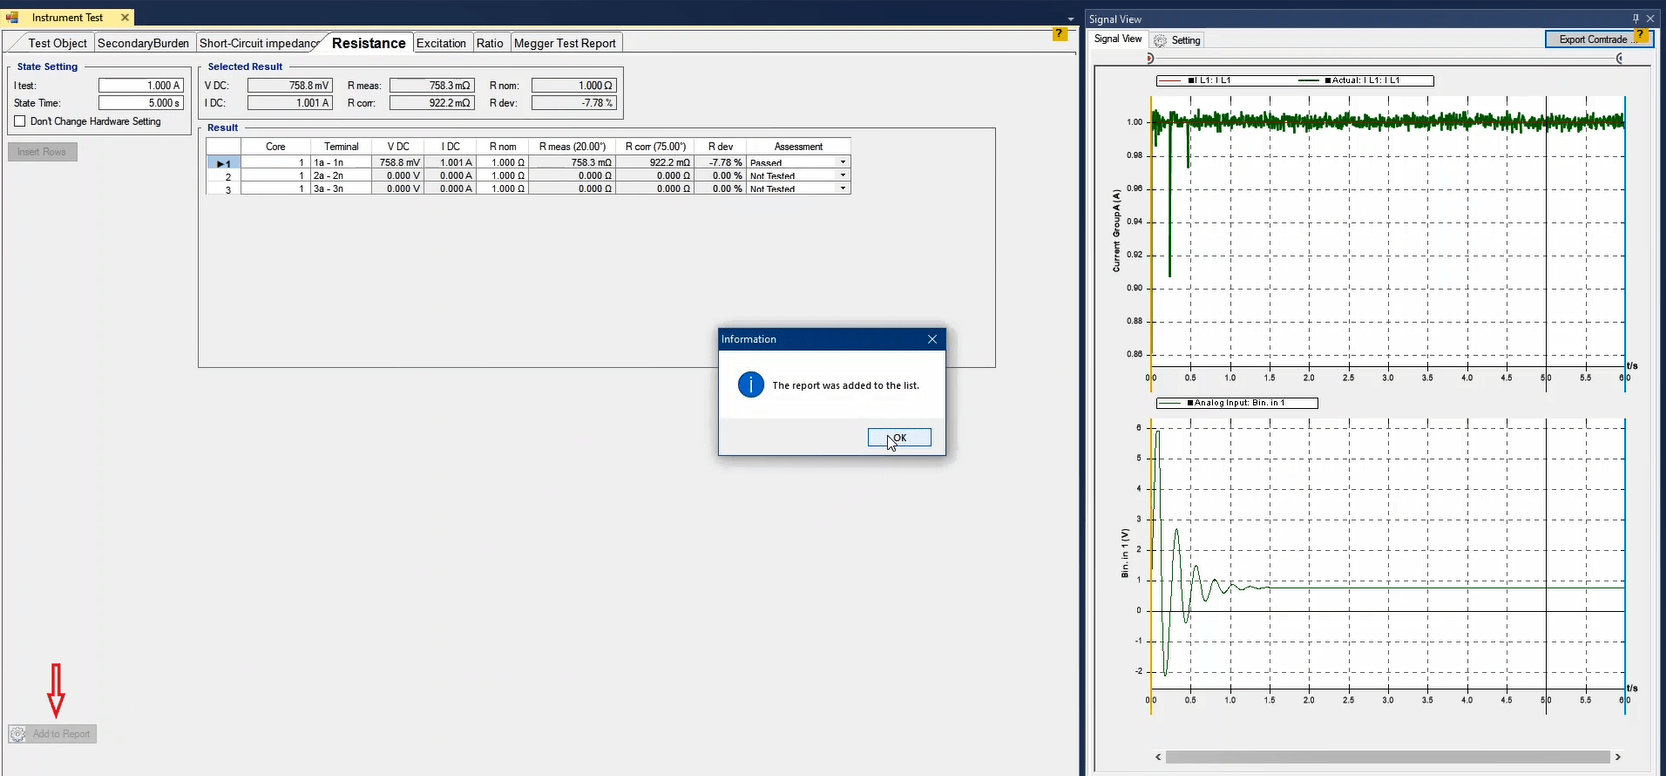 Instrument Test
Test Object SecondaryBurden Short-Circuit impedanc Resistance Excitation Ratio Megger Test Report
?
State Setting
I test: 1.000 A
State Time: 5.000 s
Don't Change Hardware Setting
Insert Rows
Selected Result
V DC: 758.8 mV R meas: 758.3 mΩ R nom: 1.000 Ω
I DC: 1.001 A R corr: 922.2 mΩ R dev: -7.78 %
Result
Core Terminal V DC I DC R nom R meas (20.00°) R corr (75.00°) R dev Assessment
1 1 1a - 1n 758.8 mV 1.001 A 1.000 Ω 758.3 mΩ 922.2 mΩ -7.78 % Passed
2 1 2a - 2n 0.000 V 0.000 A 1.000 Ω 0.000 Ω 0.000 Ω 0.00 % Not Tested
3 1 3a - 3n 0.000 V 0.000 A 1.000 Ω 0.000 Ω 0.000 Ω 0.00 % Not Tested
Information
i
The report was added to the list.
OK
Add to Report
Signal View
Signal View Setting
Export Comtrade ...
?
I L1: I L1 Actual: I L1: I L1
Current Group A (A)
1.00
0.98
0.96
0.94
0.92
0.90
0.88
0.86
t/s
0.0 0.5 1.0 1.5 2.0 2.5 3.0 3.5 4.0 4.5 5.0 5.5 6.0
Analog Input: Bin. in 1
Bin. in 1 (V)
6
5
4
3
2
1
0
-1
-2
t/s
0.0 0.5 1.0 1.5 2.0 2.5 3.0 3.5 4.0 4.5 5.0 5.5 6.0